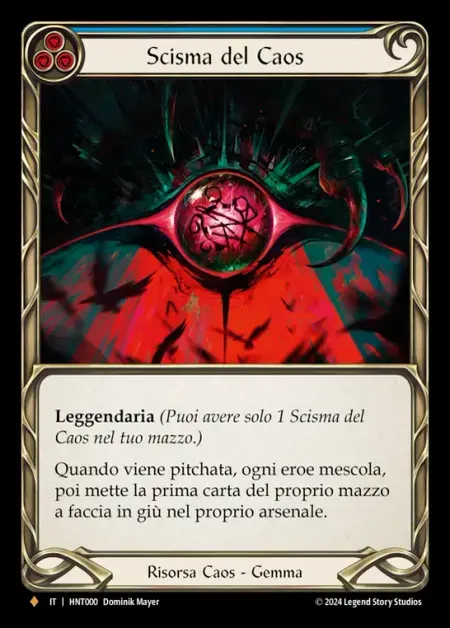 Scisma del Caos
Leggendaria (Puoi avere solo 1 Scisma del
Caos nel tuo mazzo.)
Quando viene pitchata, ogni eroe mescola,
poi mette la prima carta del proprio mazzo
a faccia in giù nel proprio arsenale.
Risorsa Caos - Gemma
IT | HNT000 Dominik Mayer
© 2024 Legend Story Studios